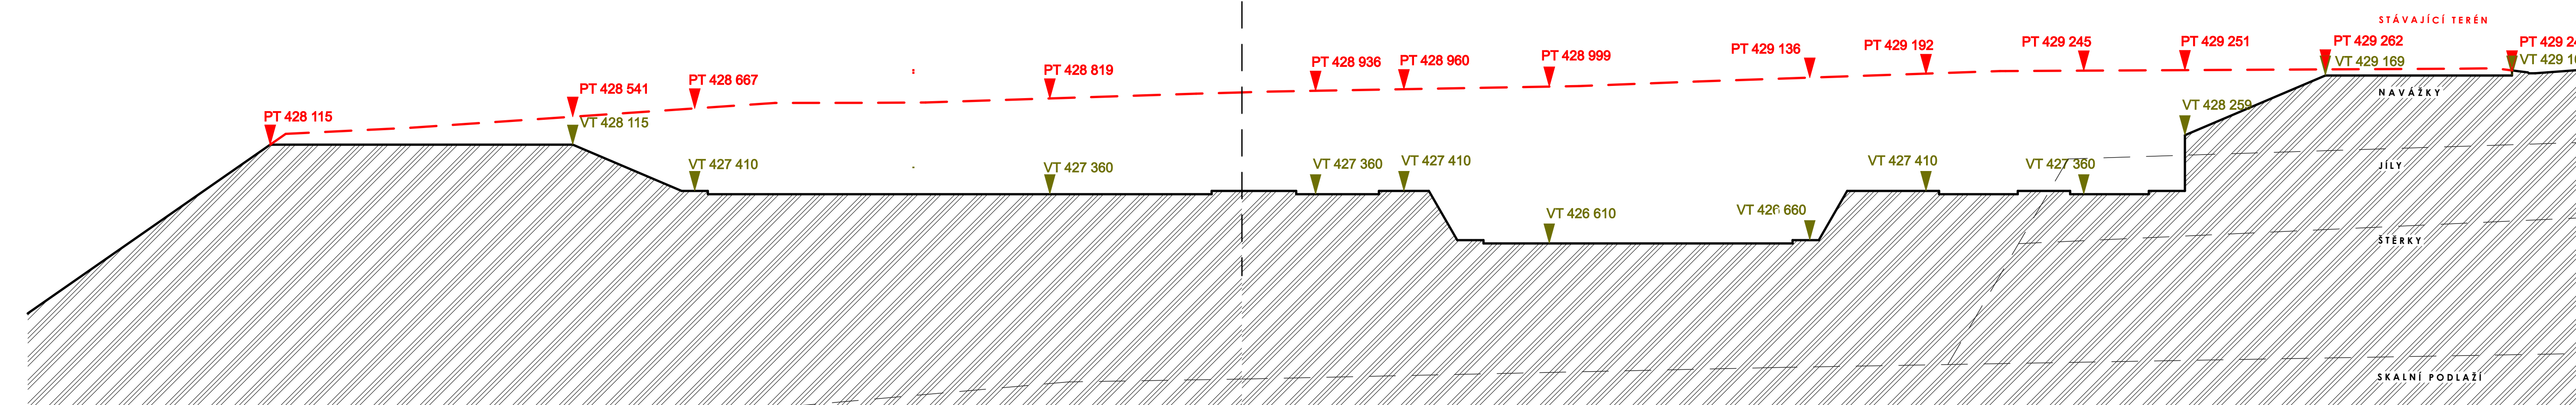 STÁVAJÍCÍ TERÉN
PT 428 115
PT 428 541
PT 428 667
PT 428 819
PT 428 936
PT 428 960
PT 428 999
PT 429 136
PT 429 192
PT 429 245
PT 429 251
PT 429 262
PT 429
VT 428 115
VT 427 410
VT 427 360
VT 427 360
VT 427 410
VT 426 610
VT 426 660
VT 427 410
VT 427 360
VT 428 259
VT 429 169
VT 429
NAVÁŽKY
JÍLY
ŠTĚRKY
SKALNÍ PODLAŽÍ